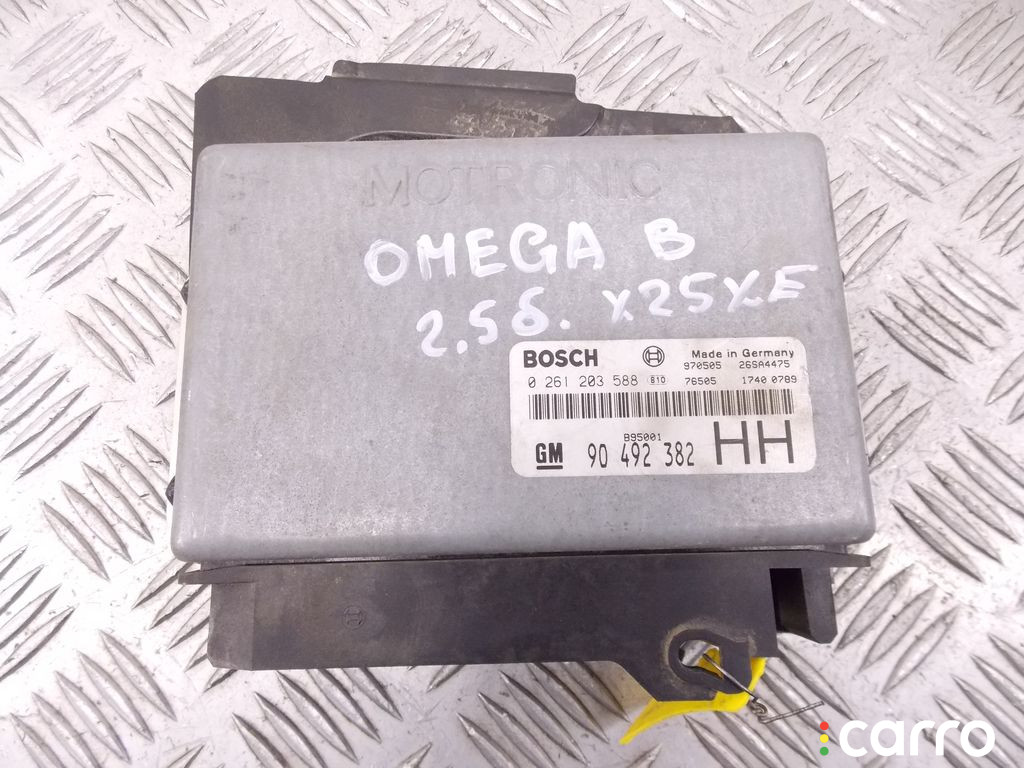 MOTRONIC
OMEGA B
2.5б. X25XE
BOSCH Made in Germany
970505 26SA4475
0 261 203 588 810 76505 1740 0789
B95001
GM 90 492 382 HH
carro